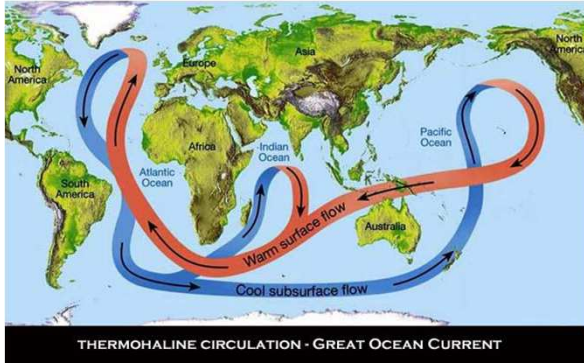 North
America
Europe
Asia
North
America
Africa
Indian
Ocean
Pacific
Ocean
Atlantic
Ocean
South
America
Australia
Warm surface flow
Cool subsurface flow
THERMOHALINE CIRCULATION - GREAT OCEAN CURRENT